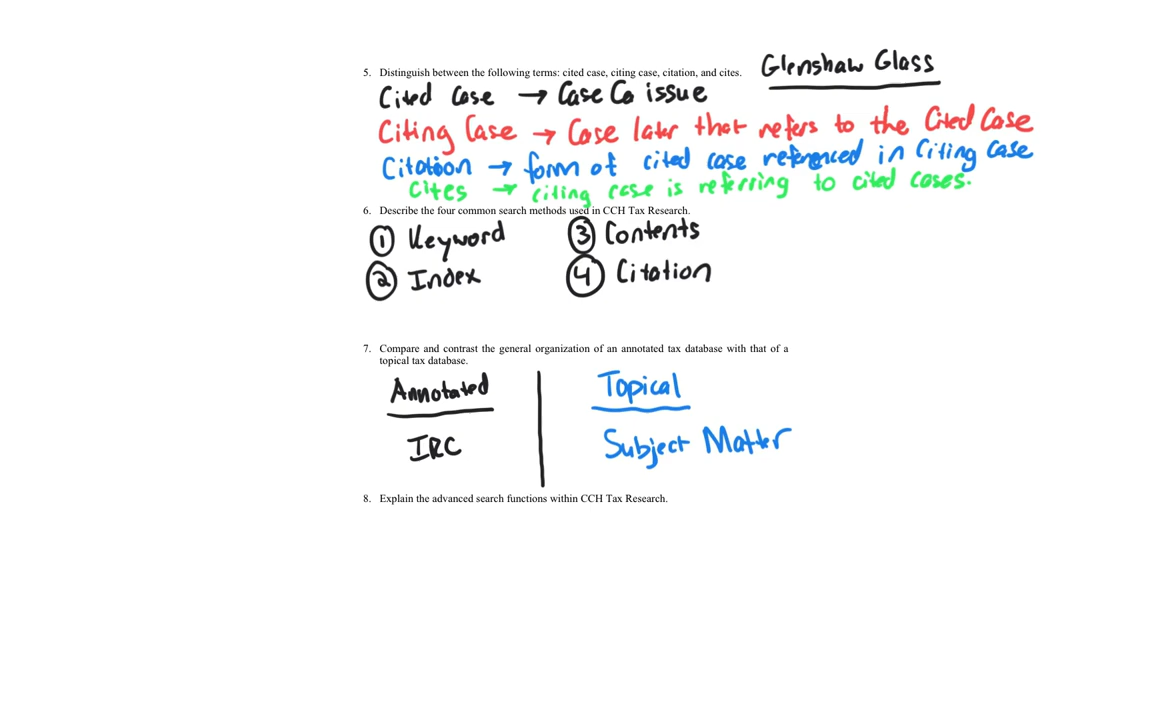 5. Distinguish between the following terms: cited case, citing case, citation, and cites.
Glenshaw Glass
Cited Case → Case @ issue
Citing Case → Case later that refers to the Cited Case
Citation → form of cited case referenced in Citing Case
Cites → citing case is referring to cited cases.
6. Describe the four common search methods used in CCH Tax Research.
① Keyword ③ Contents
② Index ④ Citation
7. Compare and contrast the general organization of an annotated tax database with that of a
topical tax database.
Annotated Topical
IRC Subject Matter
8. Explain the advanced search functions within CCH Tax Research.